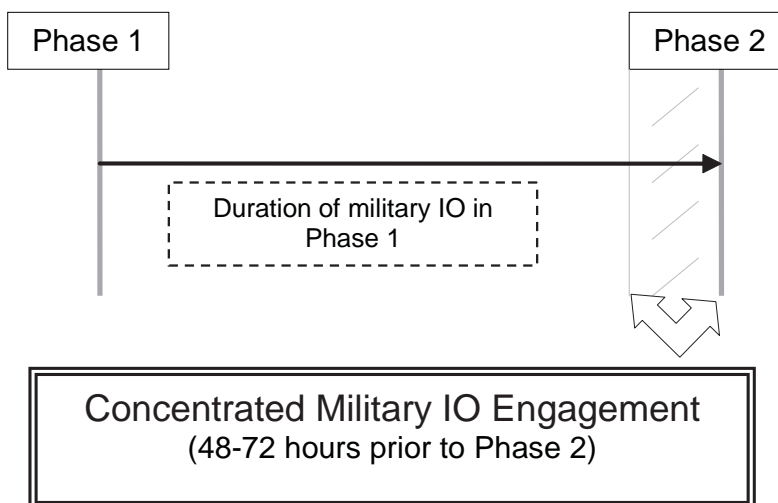 Phase 1
Phase 2
Duration of military IO in
Phase 1
Concentrated Military IO Engagement
(48-72 hours prior to Phase 2)